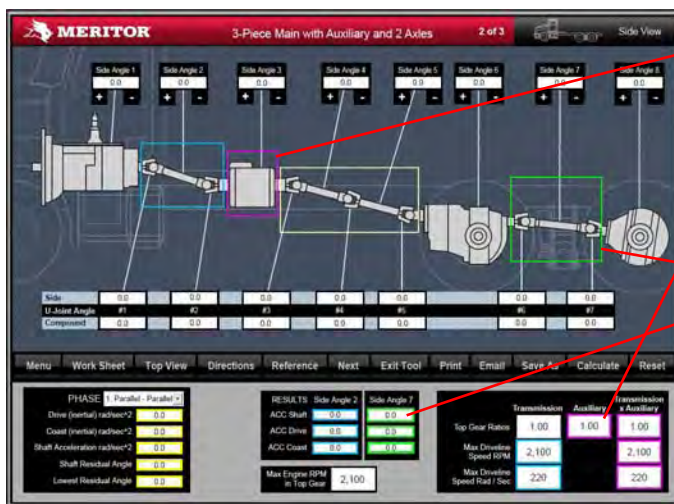 MERITOR 3-Piece Main with Auxiliary and 2 Axles 2 of 3 Side View
Side Angle 1 Side Angle 2 Side Angle 3 Side Angle 4 Side Angle 5 Side Angle 6 Side Angle 7 Side Angle 8
0.0 0.0 0.0 0.0 0.0 0.0 0.0 0.0
+ - + - + - + - + - + - + - + -
Side 0.0 0.0 0.0 0.0 0.0 0.0 0.0
U-Joint Angle #1 #2 #3 #4 #5 #6 #7
Compound 0.0 0.0 0.0 0.0 0.0 0.0 0.0
Menu Work Sheet Top View Directions Reference Next Exit Tool Print Email Save As Calculate Reset
PHASE 1. Parallel - Parallel
Drive (inertial) rad/sec^2 0.0
Coast (inertial) rad/sec^2 0.0
Shaft Acceleration rad/sec^2 0.0
Shaft Residual Angle 0.0
Lowest Residual Angle 0.0
RESULTS Side Angle 2 Side Angle 7
ACC Shaft 0.0 0.0
ACC Drive 0.0 0.0
ACC Coast 0.0 0.0
Max Engine RPM
in Top Gear 2,100
Transmission Auxiliary Transmission
x Auxiliary
Top Gear Ratios 1.00 1.00 1.00
Max Driveline
Speed RPM 2,100 2,100
Max Driveline
Speed Rad / Sec 220 220